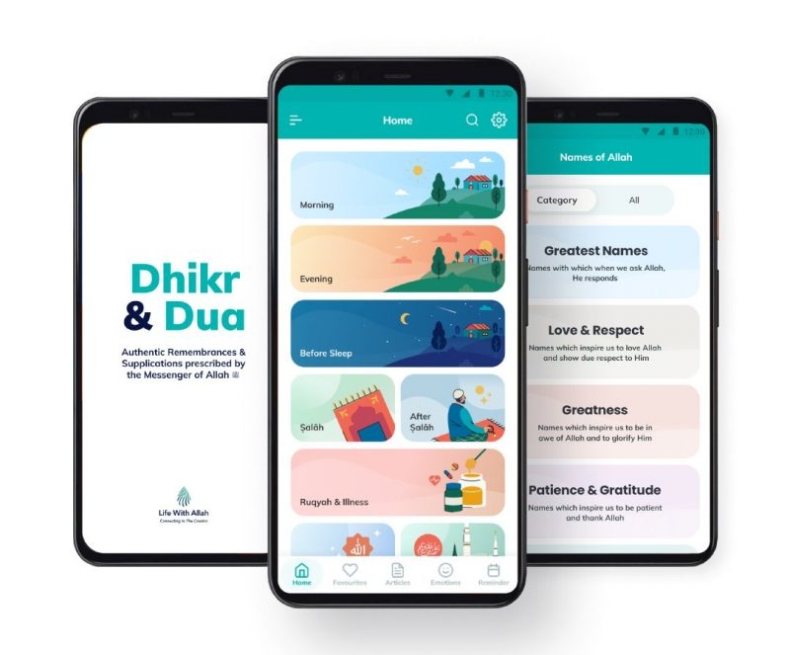 Dhikr
& Dua
Authentic Remembrances &
Supplications prescribed by
the Messenger of Allah ﷺ
Life With Allah
Connecting to The Creator
12:30
Home
Morning
Evening
Before Sleep
Ṣalāh
After
Ṣalāh
Ruqyah & Illness
الله
Home
Favourites
Articles
Emotions
Reminder
12:30
Names of Allah
Category
All
Greatest Names
Names with which when we ask Allah,
He responds
Love & Respect
Names which inspire us to love Allah
and show due respect to Him
Greatness
Names which inspire us to be in
awe of Allah and to glorify Him
Patience & Gratitude
Names which inspire us to be patient
and thank Allah